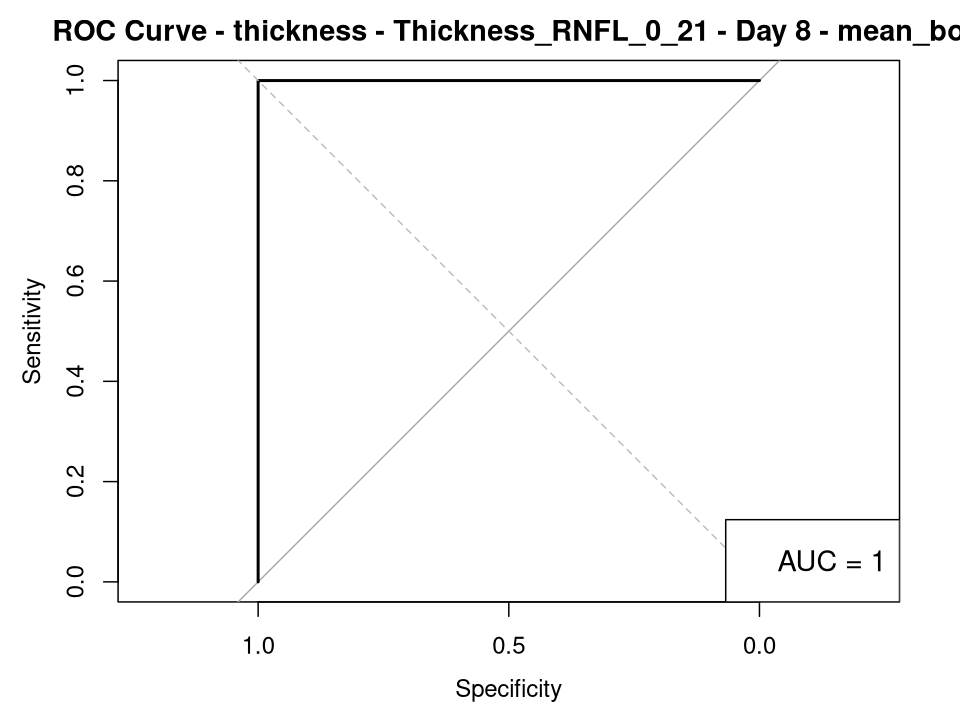 ROC Curve - thickness - Thickness_RNFL_0_21 - Day 8 - mean_bo
1.0
0.8
0.6
0.4
0.2
0.0
Sensitivity
AUC = 1
1.0 0.5 0.0
Specificity